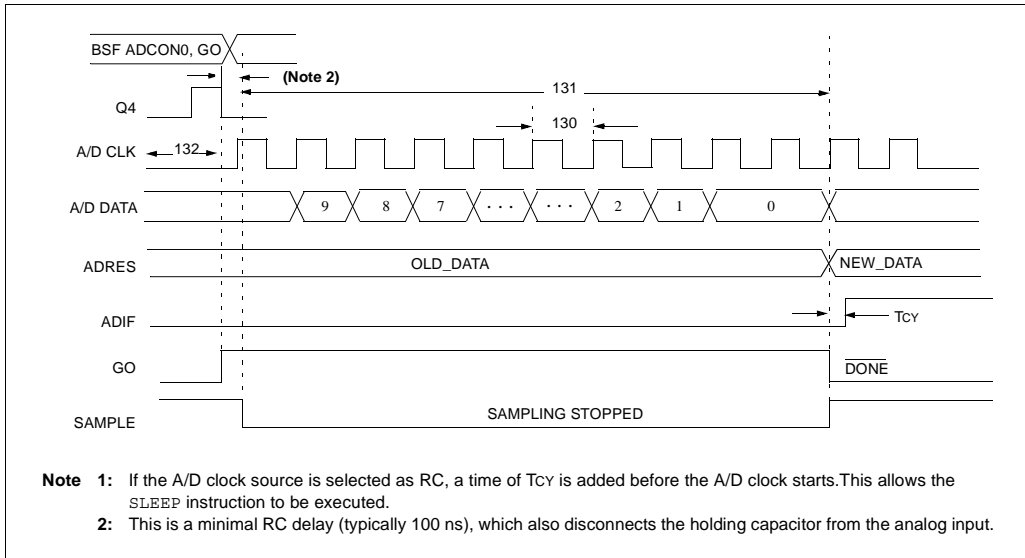 BSF ADCON0, GO
(Note 2)
131
Q4
130
A/D CLK
132
A/D DATA
9 8 7 · · · · · · 2 1 0
ADRES
OLD_DATA
NEW_DATA
ADIF
TCY
GO
DONE
SAMPLING STOPPED
SAMPLE
Note 1: If the A/D clock source is selected as RC, a time of TCY is added before the A/D clock starts.This allows the
SLEEP instruction to be executed.
2: This is a minimal RC delay (typically 100 ns), which also disconnects the holding capacitor from the analog input.